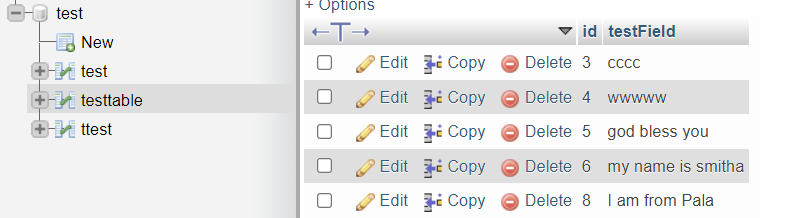 test
New
test
testtable
ttest
+ Options
←T→ id testField
Edit Copy Delete 3 cccc
Edit Copy Delete 4 wwwww
Edit Copy Delete 5 god bless you
Edit Copy Delete 6 my name is smitha
Edit Copy Delete 8 I am from Pala